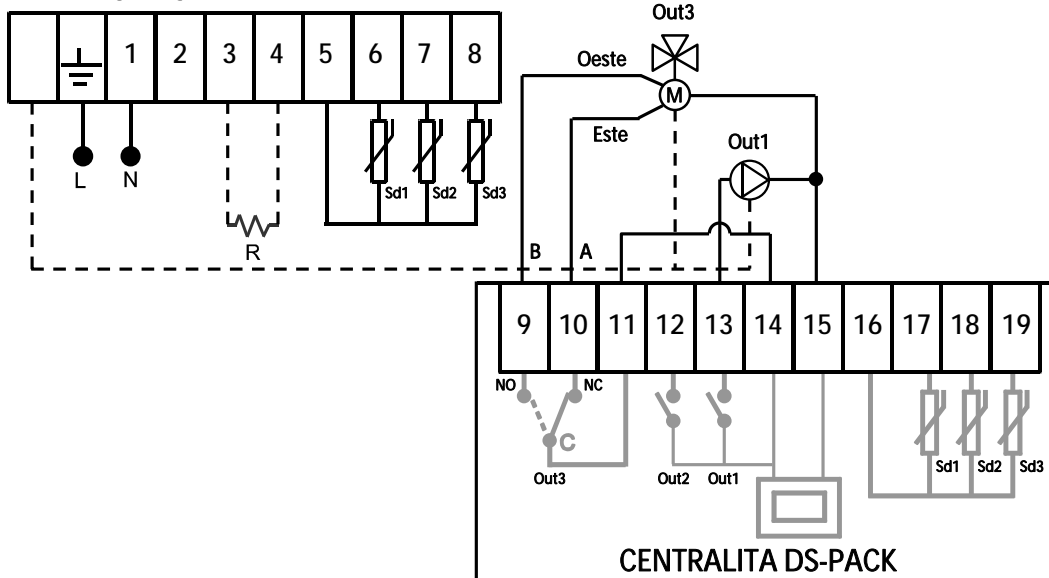 Out3
1 2 3 4 5 6 7 8
Oeste
M
Este
Out1
L N
Sd1 Sd2 Sd3
R
B A
9 10 11 12 13 14 15 16 17 18 19
NO NC
C
Out3 Out2 Out1
Sd1 Sd2 Sd3
CENTRALITA DS-PACK